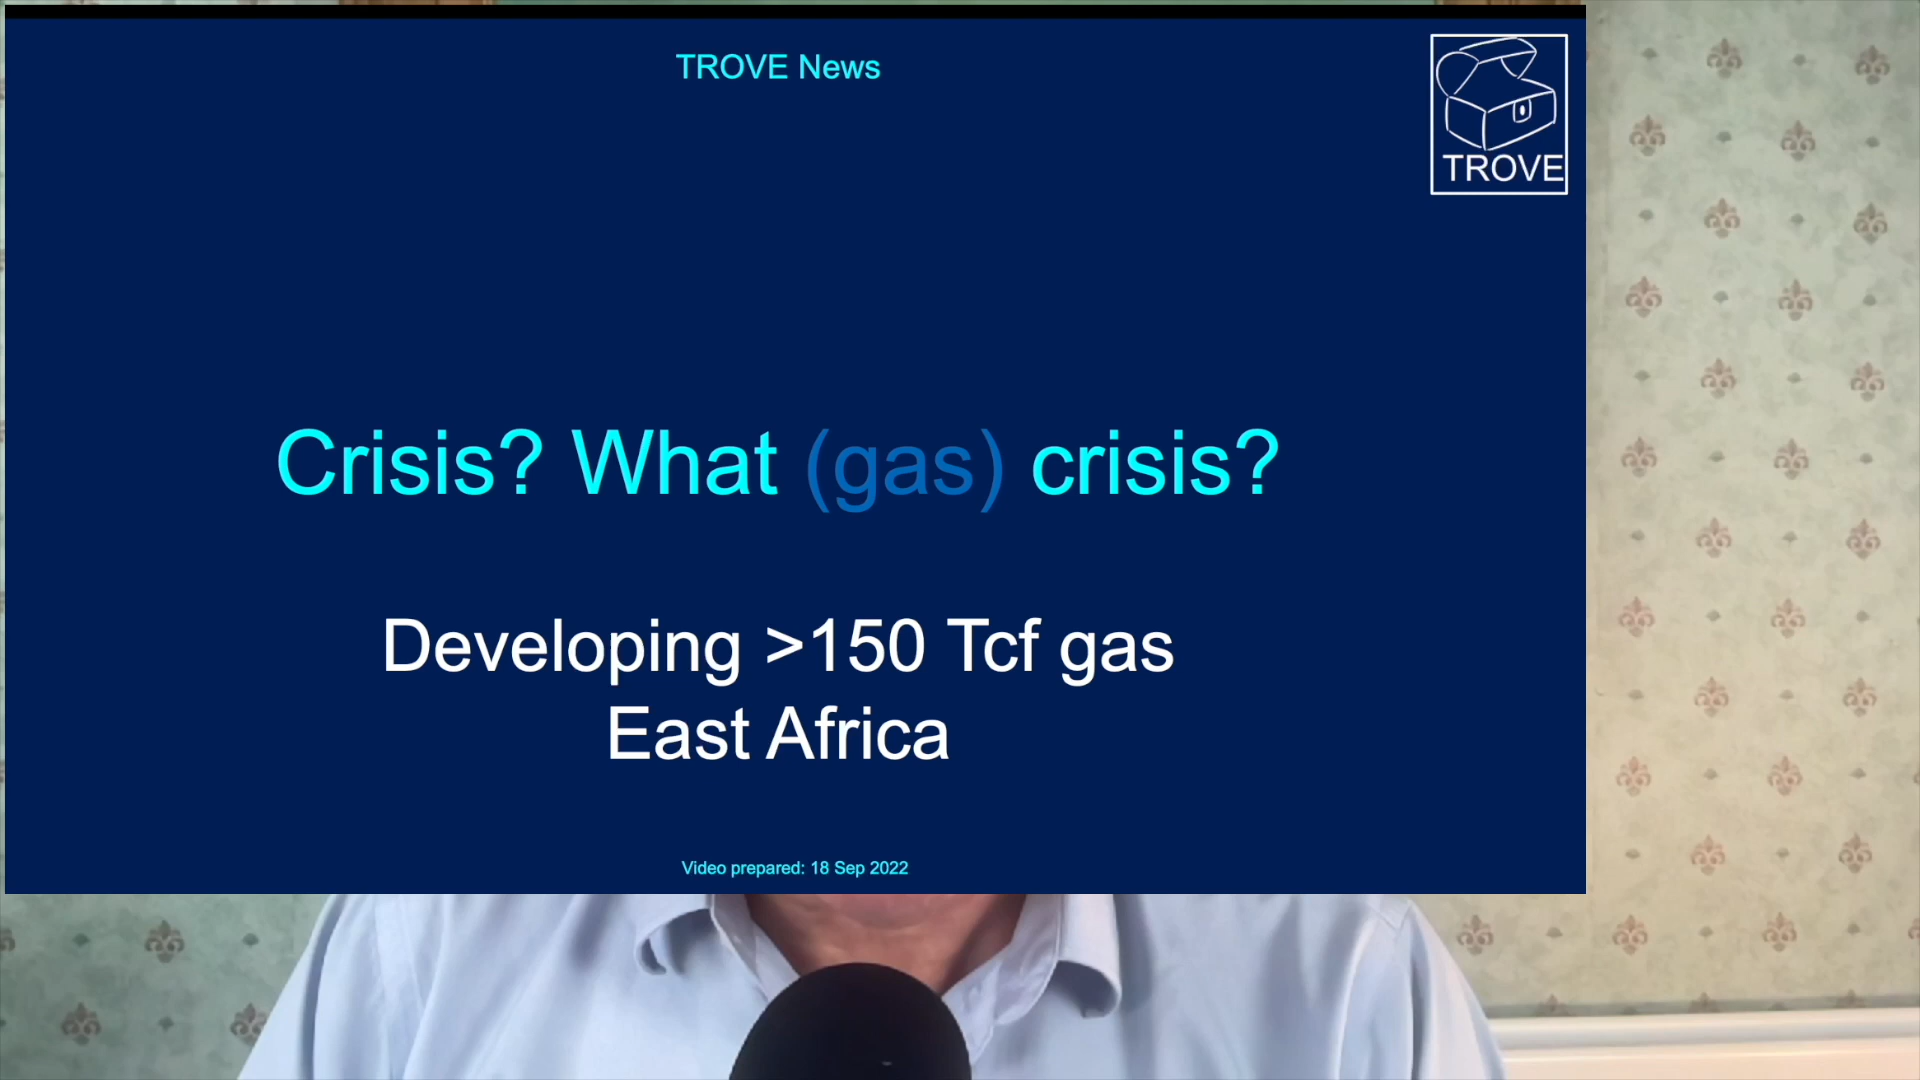 TROVE News
TROVE
Crisis? What (gas) crisis?
Developing >150 Tcf gas
East Africa
Video prepared: 18 Sep 2022